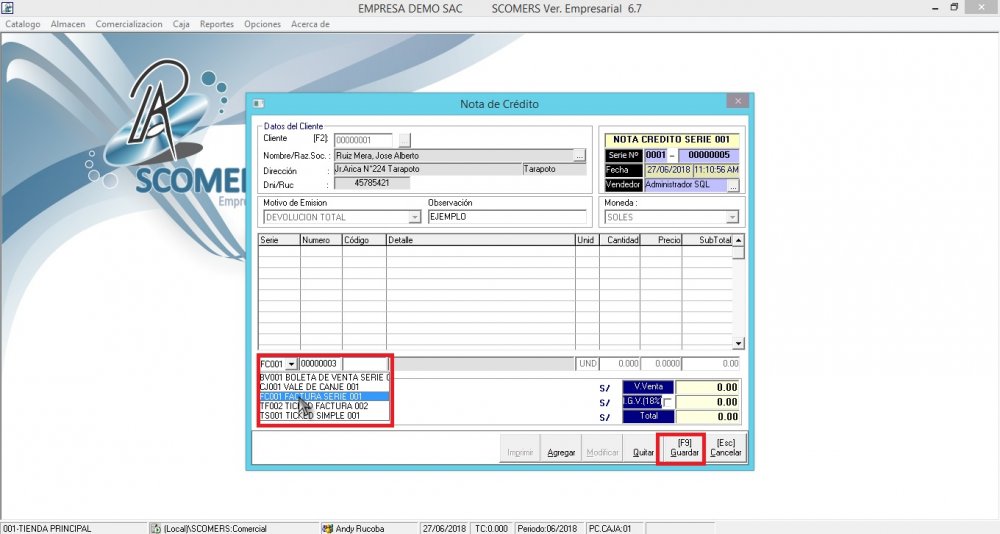 EMPRESA DEMO SAC SCOMERS Ver. Empresarial 6.7
Catalogo Almacen Comercializacion Caja Reportes Opciones Acerca de
SCOMER
Empre
Nota de Crédito
Datos del Cliente
Cliente [F2]: 00000001 ...
Nombre/Raz.Soc. : Ruiz Mera, Jose Alberto ...
Dirección : Jr.Arica N°224 Tarapoto Tarapoto
Dni/Ruc : 45785421
NOTA CREDITO SERIE 001
Serie Nº 0001 - 00000005
Fecha 27/06/2018 11:10:56 AM
Vendedor Administrador SQL ...
Motivo de Emision Observación Moneda :
DEVOLUCION TOTAL EJEMPLO SOLES
Serie Numero Código Detalle Unid Cantidad Precio SubTotal
FC001 00000003 UND 0.000 0.0000 0.00
BV001 BOLETA DE VENTA SERIE 0
CJ001 VALE DE CANJE 001
FC001 FACTURA SERIE 001
TF002 TICKED FACTURA 002
TS001 TICKED SIMPLE 001
S/ V.Venta 0.00
S/ I.G.V.(18%) 0.00
S/ Total 0.00
Imprimir Agregar Modificar Quitar [F9] Guardar [Esc] Cancelar
001-TIENDA PRINCIPAL (Local)\SCOMERS:Comercial Andy Rucoba 27/06/2018 TC:0.000 Periodo:06/2018 PC.CAJA:01